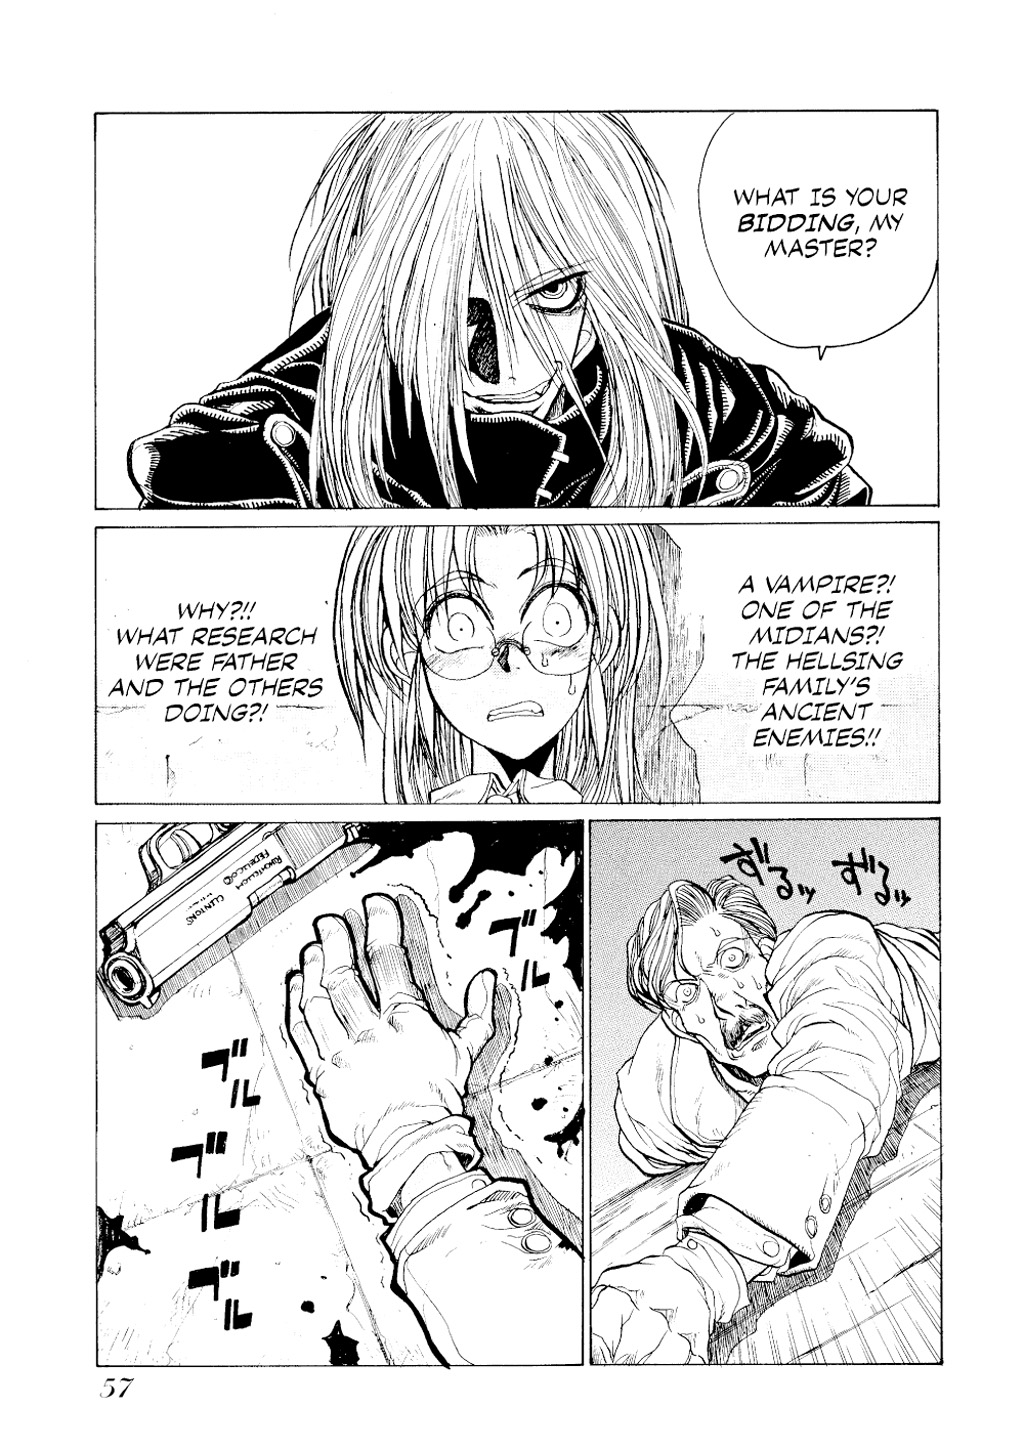 WHAT IS YOUR
BIDDING, MY
MASTER?
A VAMPIRE?!
ONE OF THE
MIDIANS?!
THE HELLSING
FAMILY'S
ANCIENT
ENEMIES!!
WHY?!!
WHAT RESEARCH
WERE FATHER
AND THE OTHERS
DOING?!
ずるッ
ずるッ
CLINTONS
ブル
ブル
ブル
ブル
57